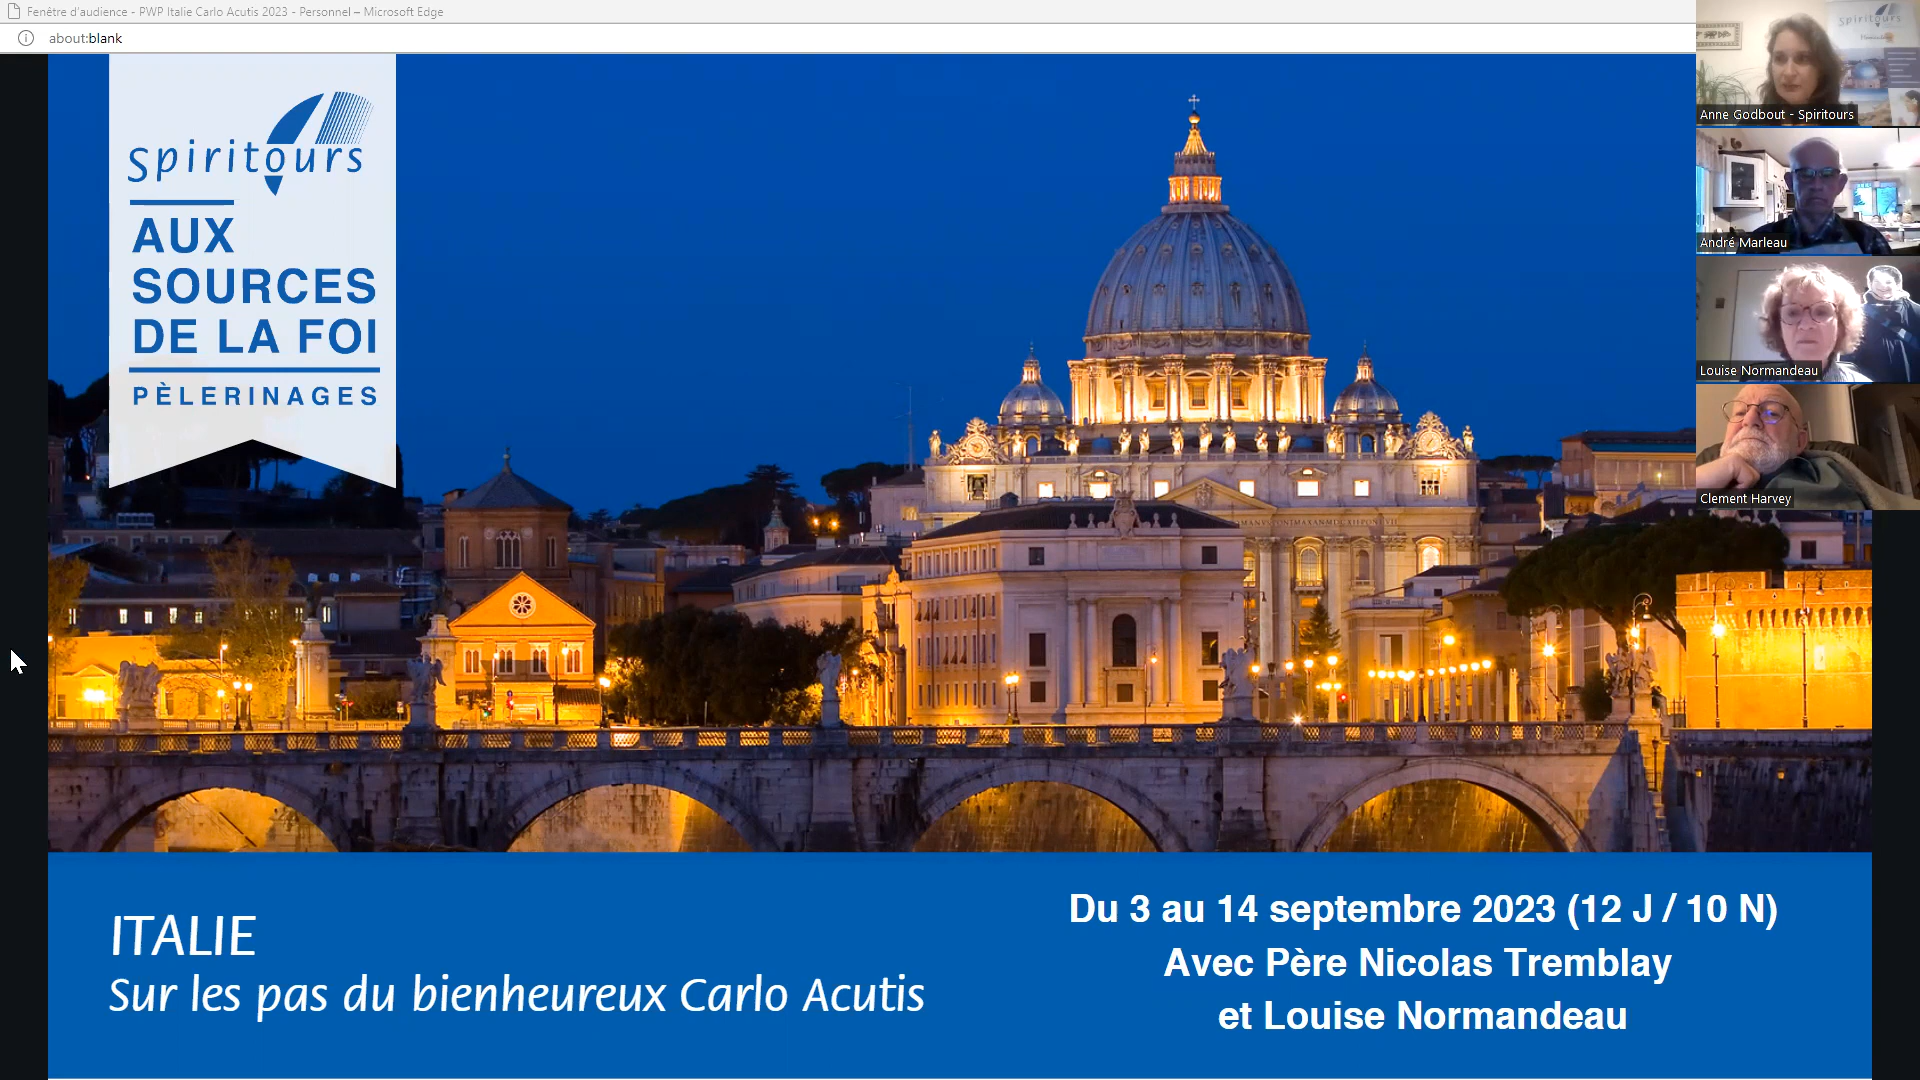 Fenêtre d'audience - PWP Italie Carlo Acutis 2023 - Personnel – Microsoft Edge
about:blank
Spiritours
AUX
SOURCES
DE LA FOI
PÈLERINAGES
ITALIE
Sur les pas du bienheureux Carlo Acutis
Du 3 au 14 septembre 2023 (12 J / 10 N)
Avec Père Nicolas Tremblay
et Louise Normandeau
Spiritours
Anne Godbout - Spiritours
André Marleau
Louise Normandeau
Clement Harvey